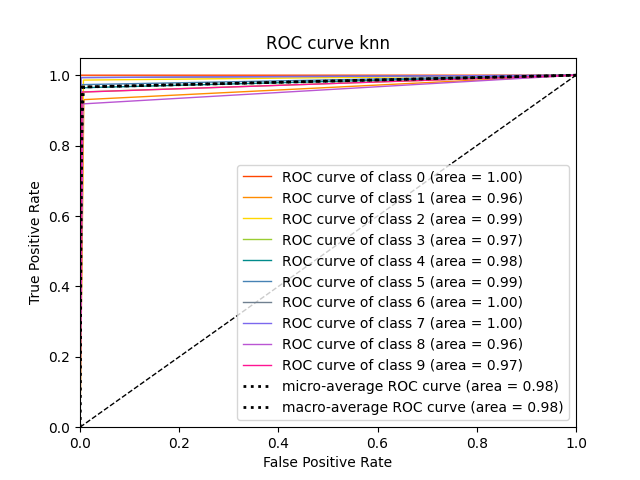 ROC curve knn
True Positive Rate
1.0
0.8
0.6
0.4
0.2
0.0
ROC curve of class 0 (area = 1.00)
ROC curve of class 1 (area = 0.96)
ROC curve of class 2 (area = 0.99)
ROC curve of class 3 (area = 0.97)
ROC curve of class 4 (area = 0.98)
ROC curve of class 5 (area = 0.99)
ROC curve of class 6 (area = 1.00)
ROC curve of class 7 (area = 1.00)
ROC curve of class 8 (area = 0.96)
ROC curve of class 9 (area = 0.97)
micro-average ROC curve (area = 0.98)
macro-average ROC curve (area = 0.98)
0.0 0.2 0.4 0.6 0.8 1.0
False Positive Rate